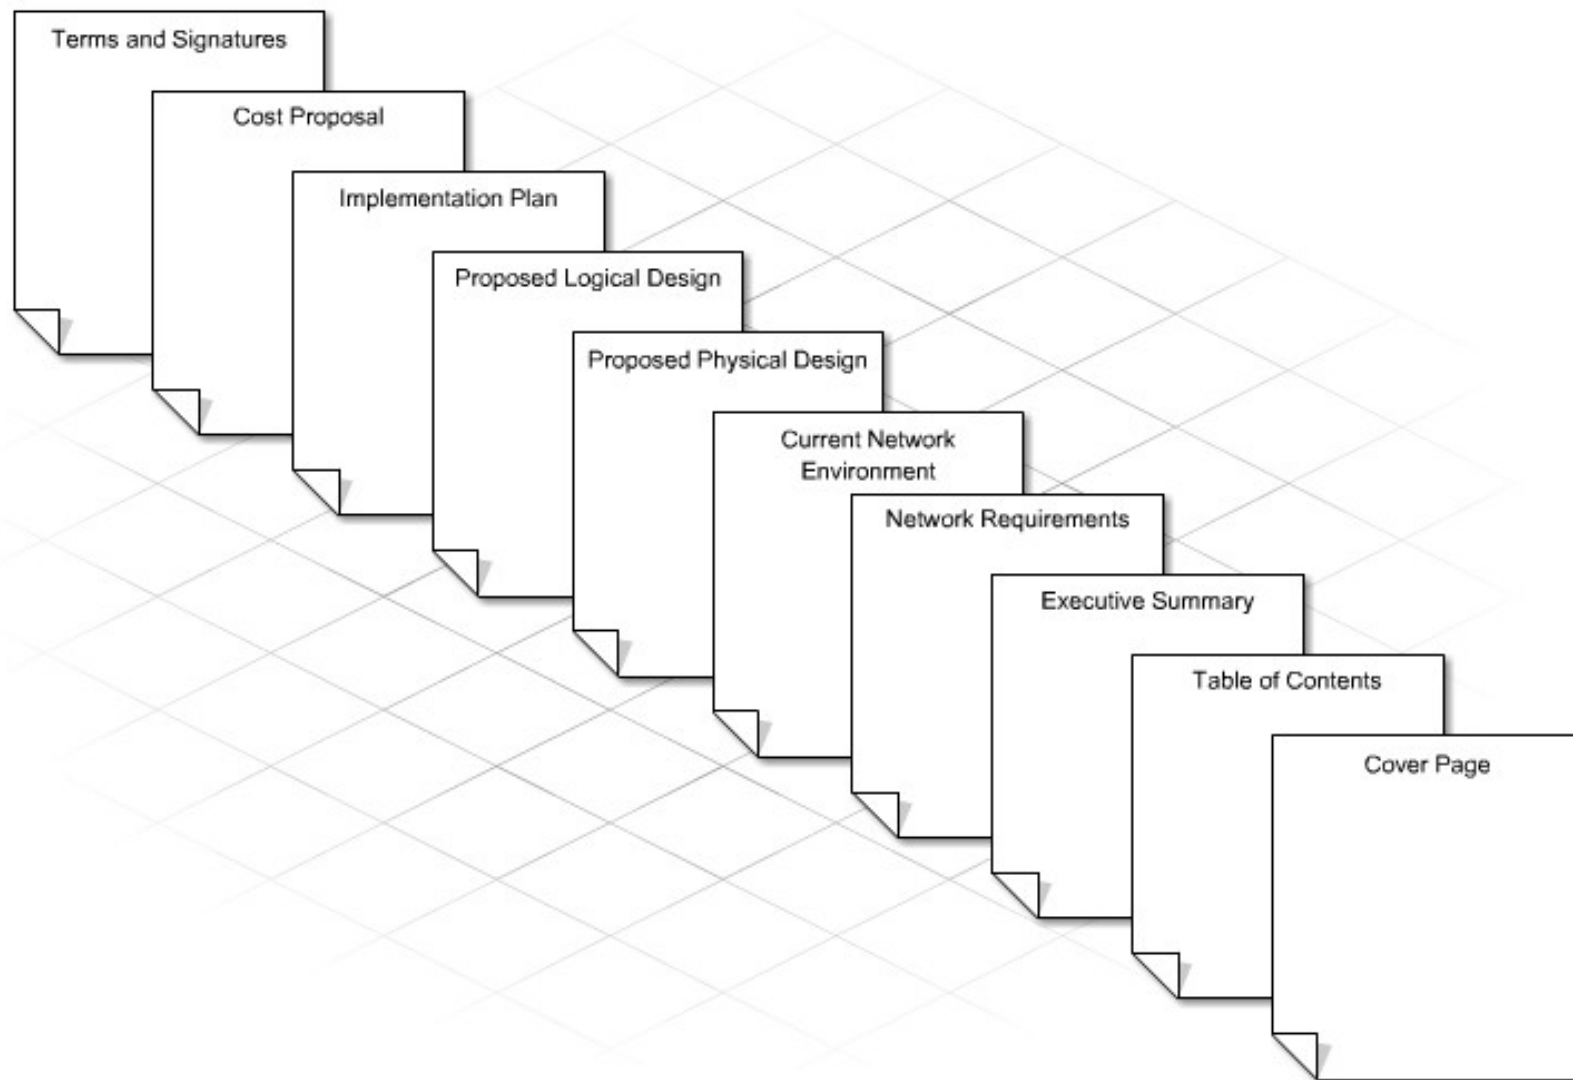 Terms and Signatures
Cost Proposal
Implementation Plan
Proposed Logical Design
Proposed Physical Design
Current Network
Environment
Network Requirements
Executive Summary
Table of Contents
Cover Page